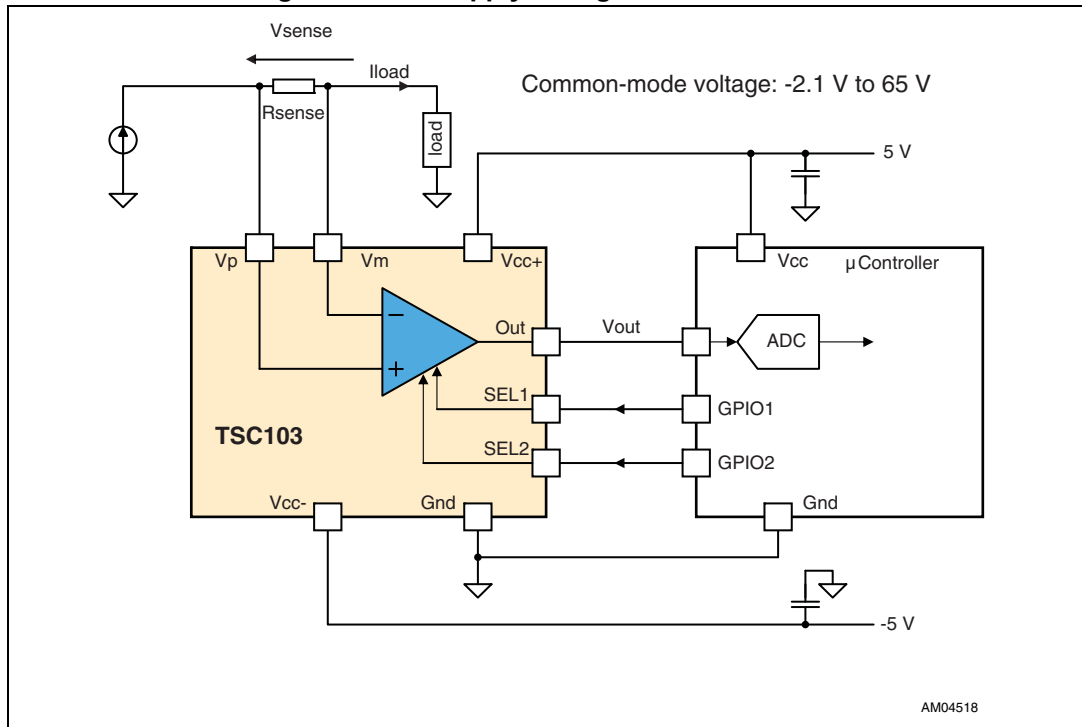 Vsense
Iload
Rsense
load
Common-mode voltage: -2.1 V to 65 V
5 V
Vp
Vm
Vcc+
Vcc
µController
Out
Vout
ADC
SEL1
GPIO1
TSC103
SEL2
GPIO2
Vcc-
Gnd
Gnd
-5 V
AM04518